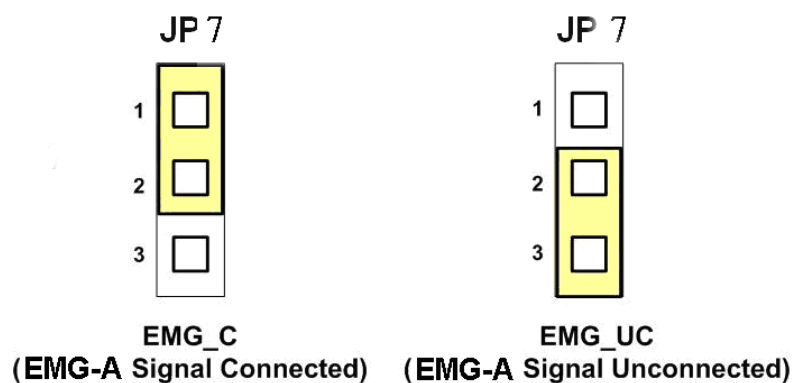 JP 7
1
2
3
EMG_C
(EMG-A Signal Connected)
JP 7
1
2
3
EMG_UC
(EMG-A Signal Unconnected)